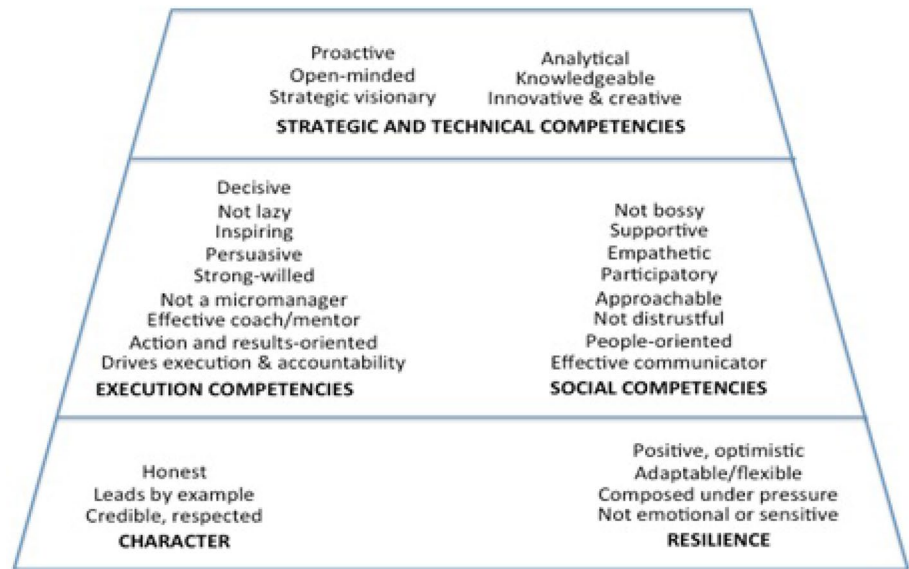 Proactive
Open-minded
Strategic visionary
Analytical
Knowledgeable
Innovative & creative
STRATEGIC AND TECHNICAL COMPETENCIES
Decisive
Not lazy
Inspiring
Persuasive
Strong-willed
Not a micromanager
Effective coach/mentor
Action and results-oriented
Drives execution & accountability
EXECUTION COMPETENCIES
Not bossy
Supportive
Empathetic
Participatory
Approachable
Not distrustful
People-oriented
Effective communicator
SOCIAL COMPETENCIES
Honest
Leads by example
Credible, respected
CHARACTER
Positive, optimistic
Adaptable/flexible
Composed under pressure
Not emotional or sensitive
RESILIENCE